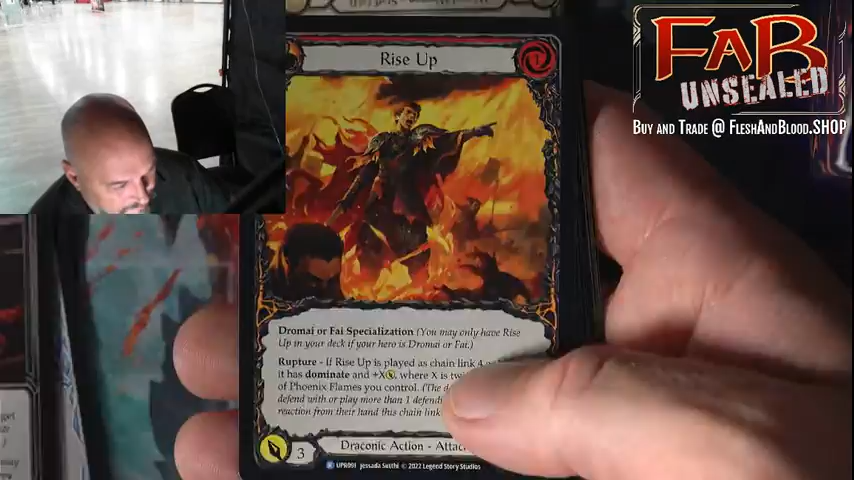 Rise Up
FAB
UNSEALED
BUY AND TRADE @ FLESHANDBLOOD.SHOP
Dromai or Fai Specialization (You may only have Rise
Up in your deck if your hero is Dromai or Fai.)
Rupture - If Rise Up is played as chain link 4
it has dominate and +X , where X is
of Phoenix Flames you control. (The
defend with or play more than 1
reaction from their hand this chain link
3
Draconic Action -
UPR091 Jessada Sutthi © 2022 Legend Story Studios